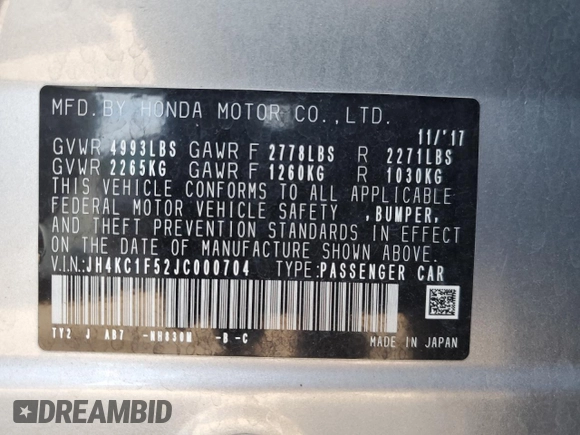 MFD.BY HONDA MOTOR CO.,LTD.
11/'17
GVWR 4993LBS GAWR F 2778LBS R 2271LBS
GVWR 2265KG GAWR F 1260KG R 1030KG
THIS VEHICLE CONFORMS TO ALL APPLICABLE
FEDERAL MOTOR VEHICLE SAFETY ,BUMPER,
AND THEFT PREVENTION STANDARDS IN EFFECT
ON THE DATE OF MANUFACTURE SHOWN ABOVE.
V.I.N.:JH4KC1F52JC000704 TYPE:PASSENGER CAR
TY2 J AB7 -NH830M -B -C
MADE IN JAPAN
DREAMBID